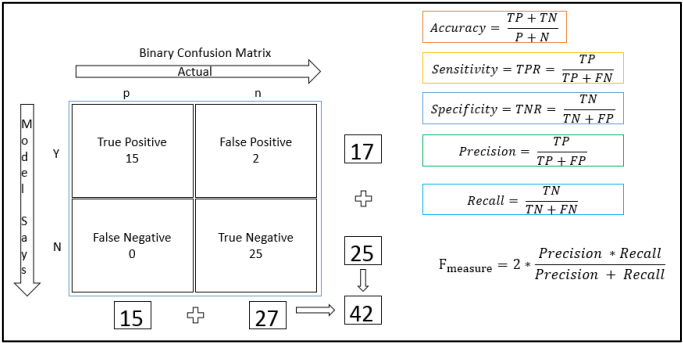 Binary Confusion Matrix
Actual
p n
Model Says
Y
True Positive
15
False Positive
2
17
N
False Negative
0
True Negative
25
25
15 27 42
Accuracy = TP + TN / P + N
Sensitivity = TPR = TP / TP + FN
Specificity = TNR = TN / TN + FP
Precision = TP / TP + FP
Recall = TN / TN + FN
Fmeasure = 2 * Precision * Recall / Precision + Recall